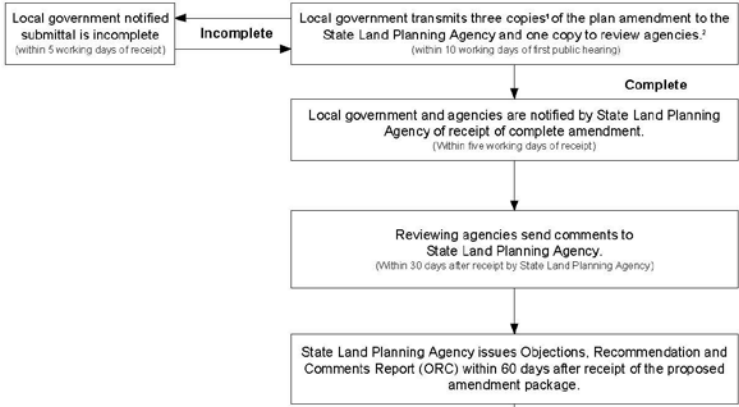 Local government notified
submittal is incomplete
(within 5 working days of receipt)
Incomplete
Local government transmits three copies¹ of the plan amendment to the
State Land Planning Agency and one copy to review agencies.²
(within 10 working days of first public hearing)
Complete
Local government and agencies are notified by State Land Planning
Agency of receipt of complete amendment.
(Within five working days of receipt)
Reviewing agencies send comments to
State Land Planning Agency.
(Within 30 days after receipt by State Land Planning Agency)
State Land Planning Agency issues Objections, Recommendation and
Comments Report (ORC) within 60 days after receipt of the proposed
amendment package.